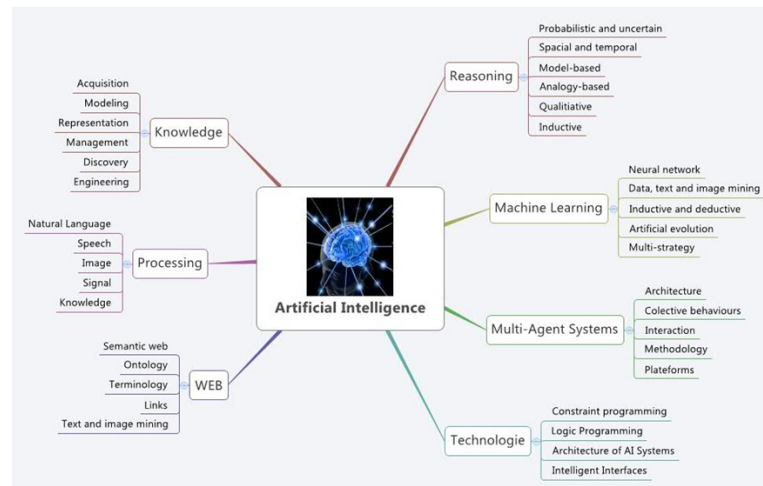 Artificial Intelligence
Reasoning
Probabilistic and uncertain
Spacial and temporal
Model-based
Analogy-based
Qualitiative
Inductive
Machine Learning
Neural network
Data, text and image mining
Inductive and deductive
Artificial evolution
Multi-strategy
Multi-Agent Systems
Architecture
Colective behaviours
Interaction
Methodology
Plateforms
Technologie
Constraint programming
Logic Programming
Architecture of AI Systems
Intelligent Interfaces
Knowledge
Acquisition
Modeling
Representation
Management
Discovery
Engineering
Processing
Natural Language
Speech
Image
Signal
Knowledge
WEB
Semantic web
Ontology
Terminology
Links
Text and image mining